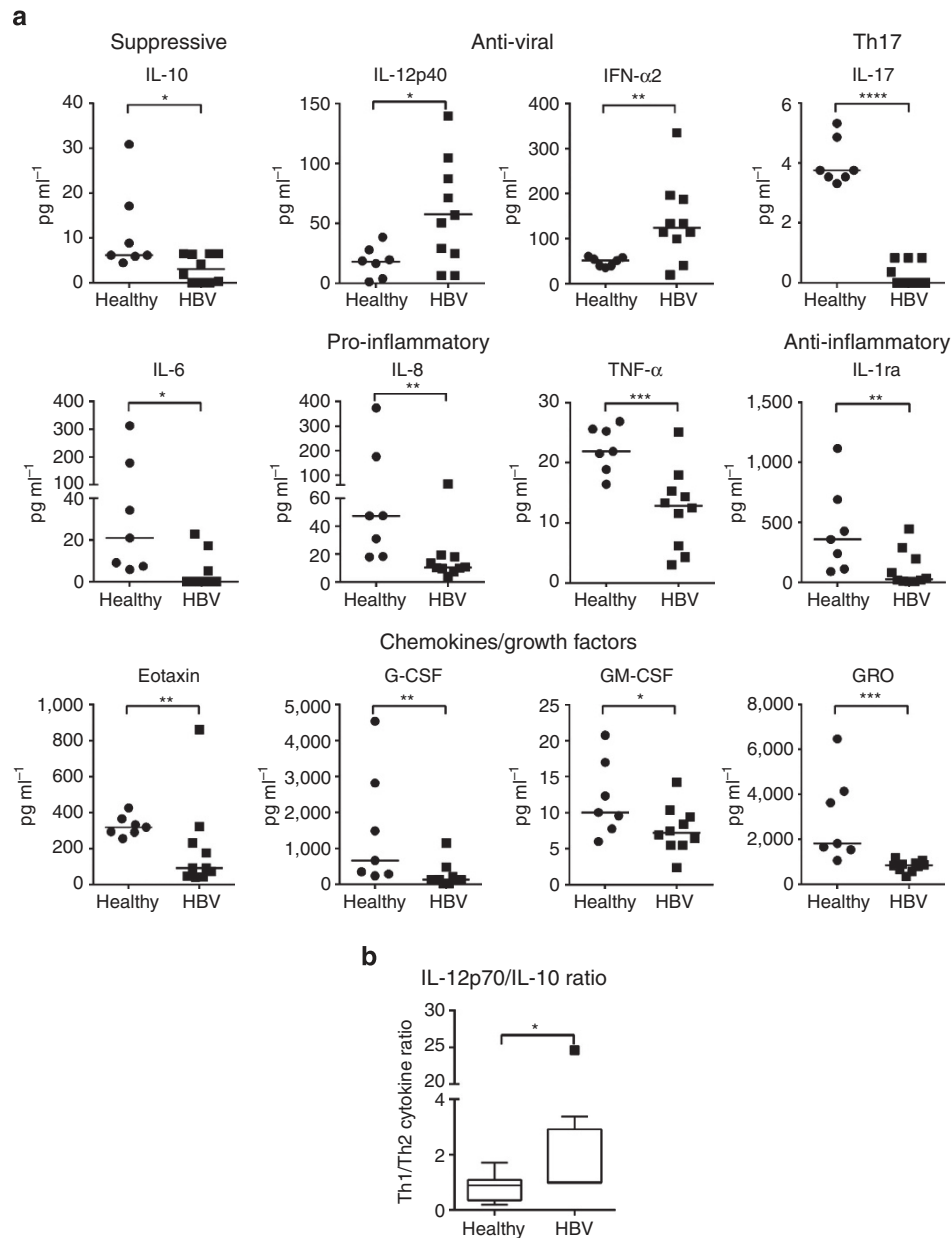 a
Suppressive Anti-viral Th17
IL-10 IL-12p40 IFN-α2 IL-17
* * ** ****
40 150 400 6
30 300
100 4
20 200
50 2
10 100
0 0 0 0
pg ml⁻¹ pg ml⁻¹ pg ml⁻¹ pg ml⁻¹
Healthy HBV Healthy HBV Healthy HBV Healthy HBV
Pro-inflammatory Anti-inflammatory
IL-6 IL-8 TNF-α IL-1ra
* ** *** **
400 400 30 1,500
300 300
200 200 20 1,000
100 100
40 60
40 10 500
20 20
0 0 0 0
pg ml⁻¹ pg ml⁻¹ pg ml⁻¹ pg ml⁻¹
Healthy HBV Healthy HBV Healthy HBV Healthy HBV
Chemokines/growth factors
Eotaxin G-CSF GM-CSF GRO
** ** * ***
1,000 5,000 25 8,000
800 4,000 20 6,000
600 3,000 15
400 2,000 10 4,000
200 1,000 5 2,000
0 0 0 0
pg ml⁻¹ pg ml⁻¹ pg ml⁻¹ pg ml⁻¹
Healthy HBV Healthy HBV Healthy HBV Healthy HBV
b
IL-12p70/IL-10 ratio
*
30
25
20
4
2
0
Th1/Th2 cytokine ratio
Healthy HBV